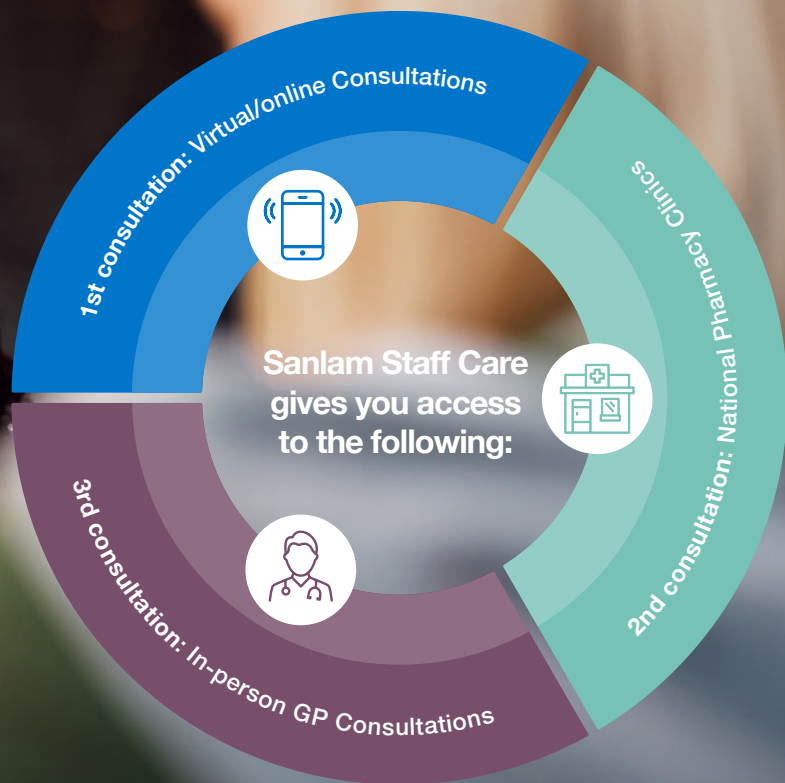 Sanlam Staff Care
gives you access
to the following:
1st consultation: Virtual/online Consultations
2nd consultation: National Pharmacy Clinics
3rd consultation: In-person GP Consultations